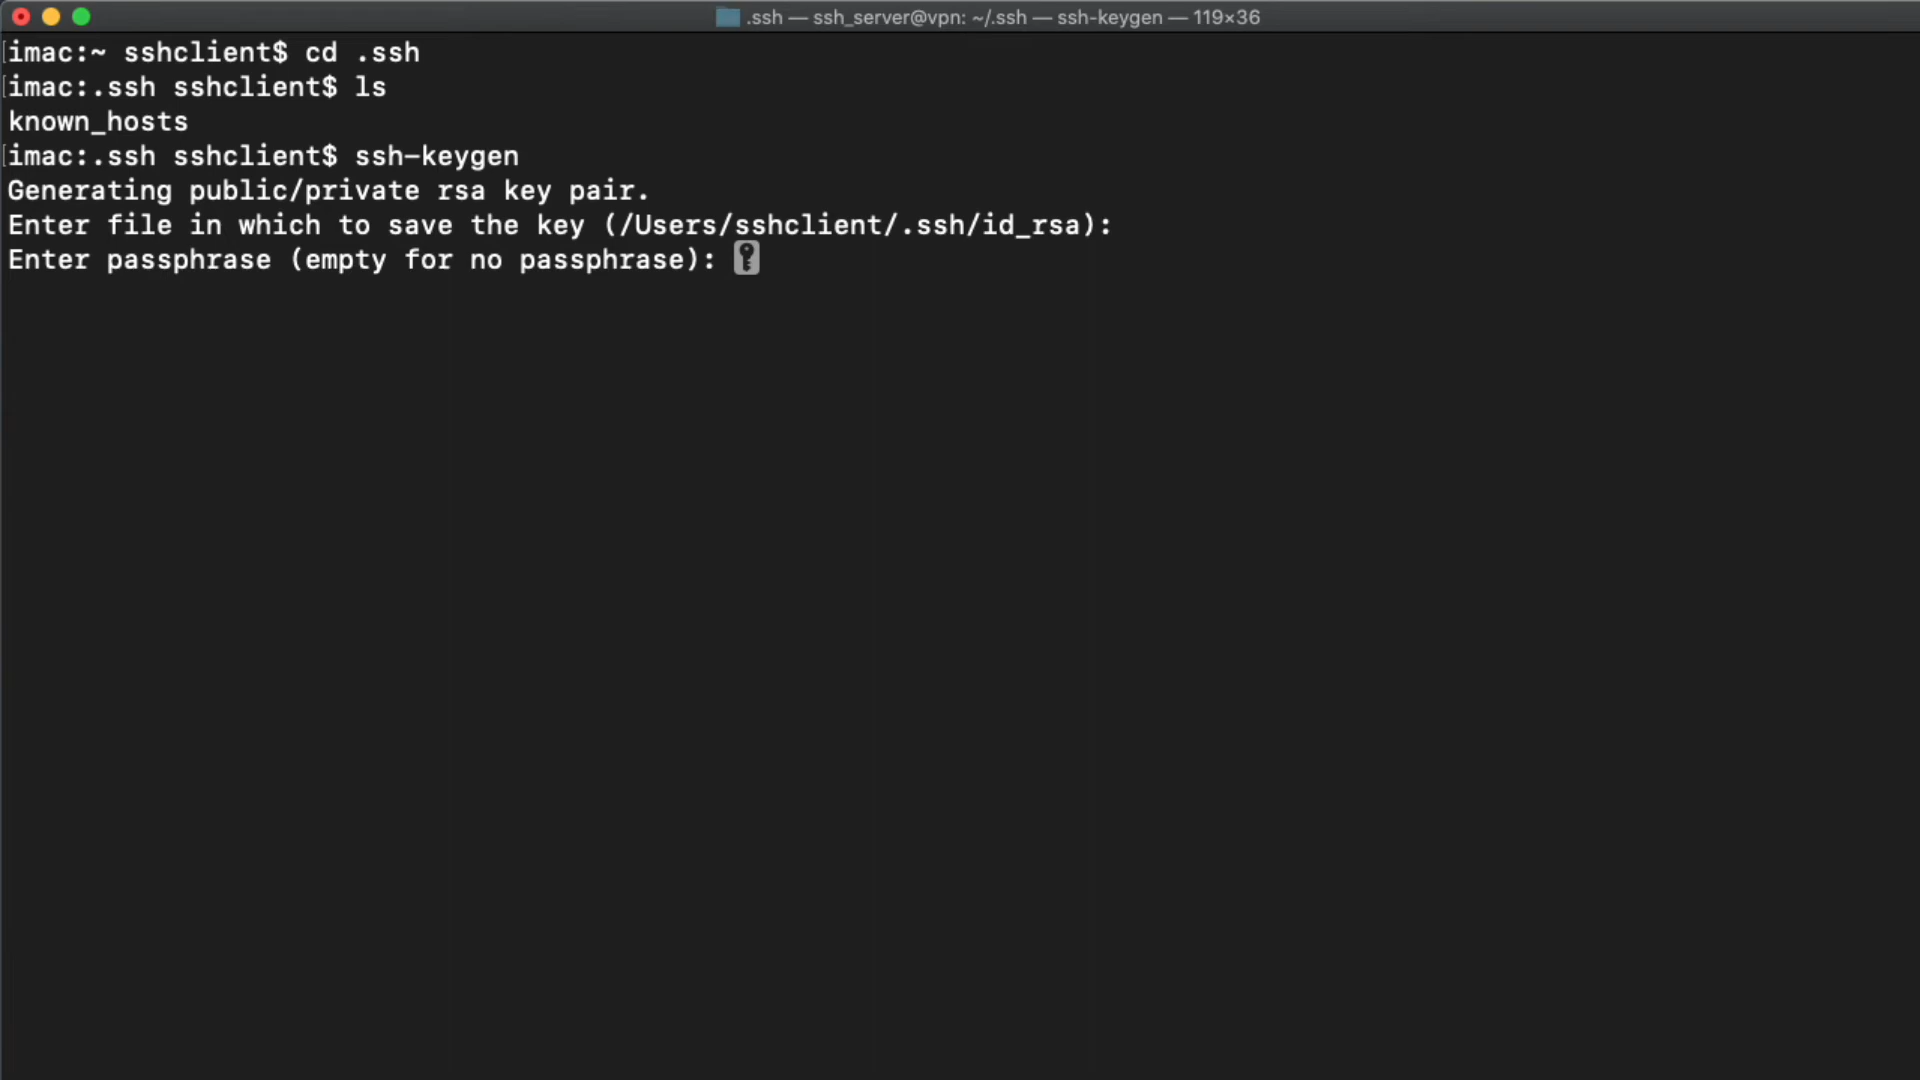 .ssh — ssh_server@vpn: ~/.ssh — ssh-keygen — 119×36
[imac:~ sshclient$ cd .ssh
[imac:.ssh sshclient$ ls
known_hosts
[imac:.ssh sshclient$ ssh-keygen
Generating public/private rsa key pair.
Enter file in which to save the key (/Users/sshclient/.ssh/id_rsa):
Enter passphrase (empty for no passphrase):